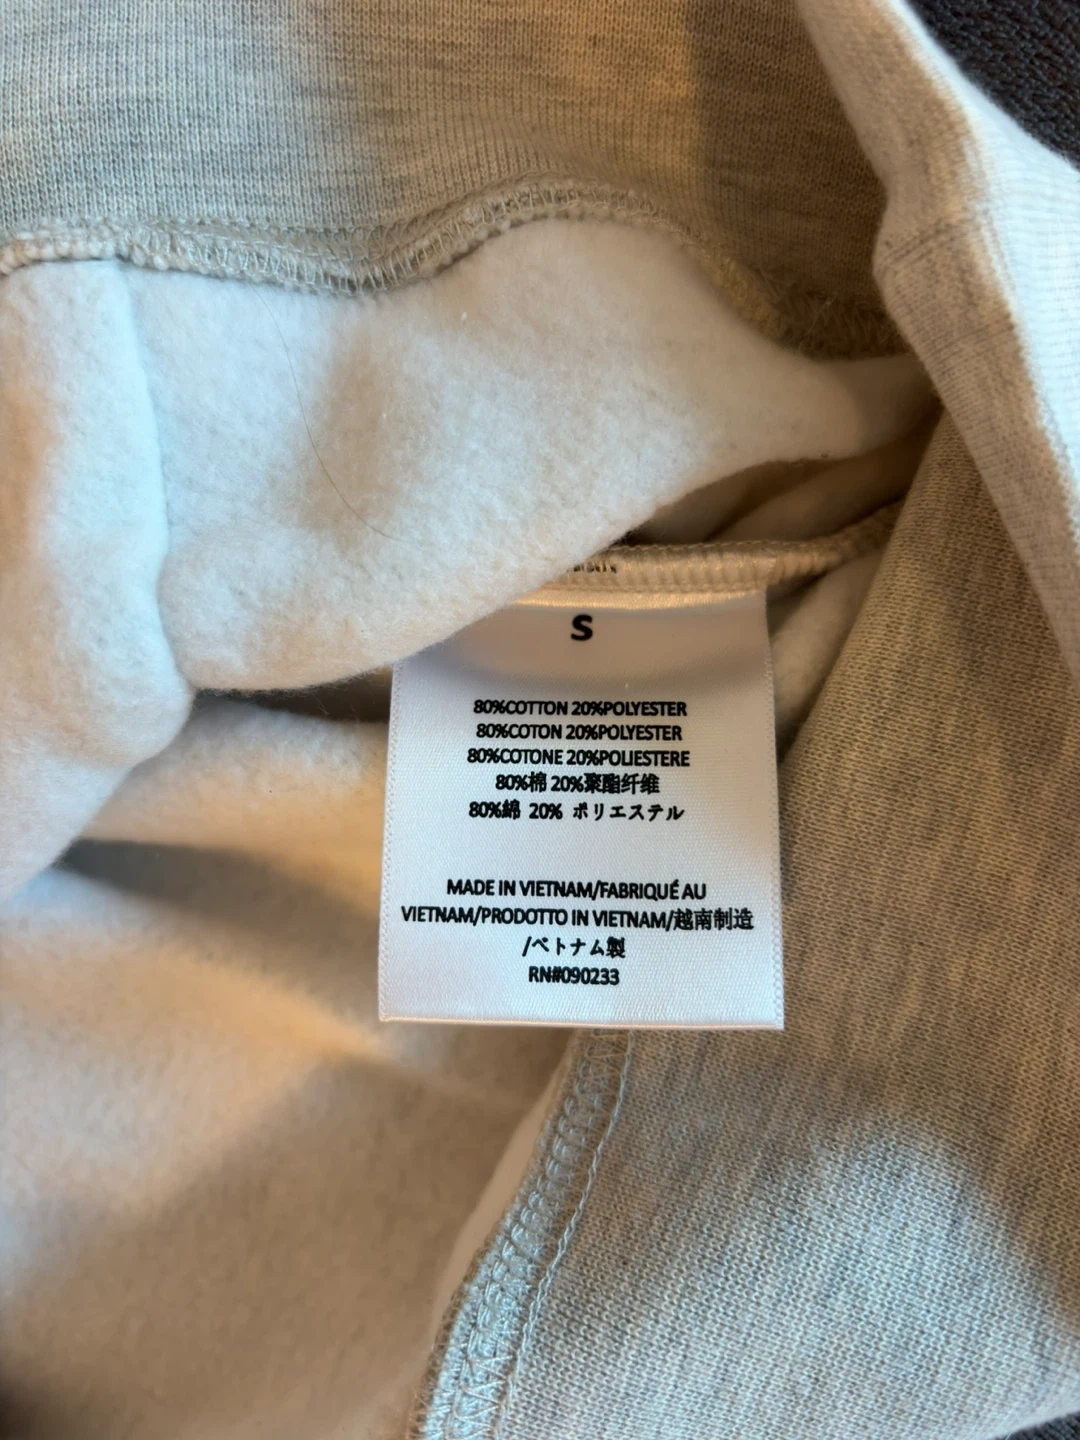 S
80%COTTON 20%POLYESTER
80%COTON 20%POLYESTER
80%COTONE 20%POLIESTERE
80%棉 20%聚酯纤维
80%綿 20% ポリエステル
MADE IN VIETNAM/FABRIQUÉ AU
VIETNAM/PRODOTTO IN VIETNAM/越南制造
/ベトナム製
RN#090233